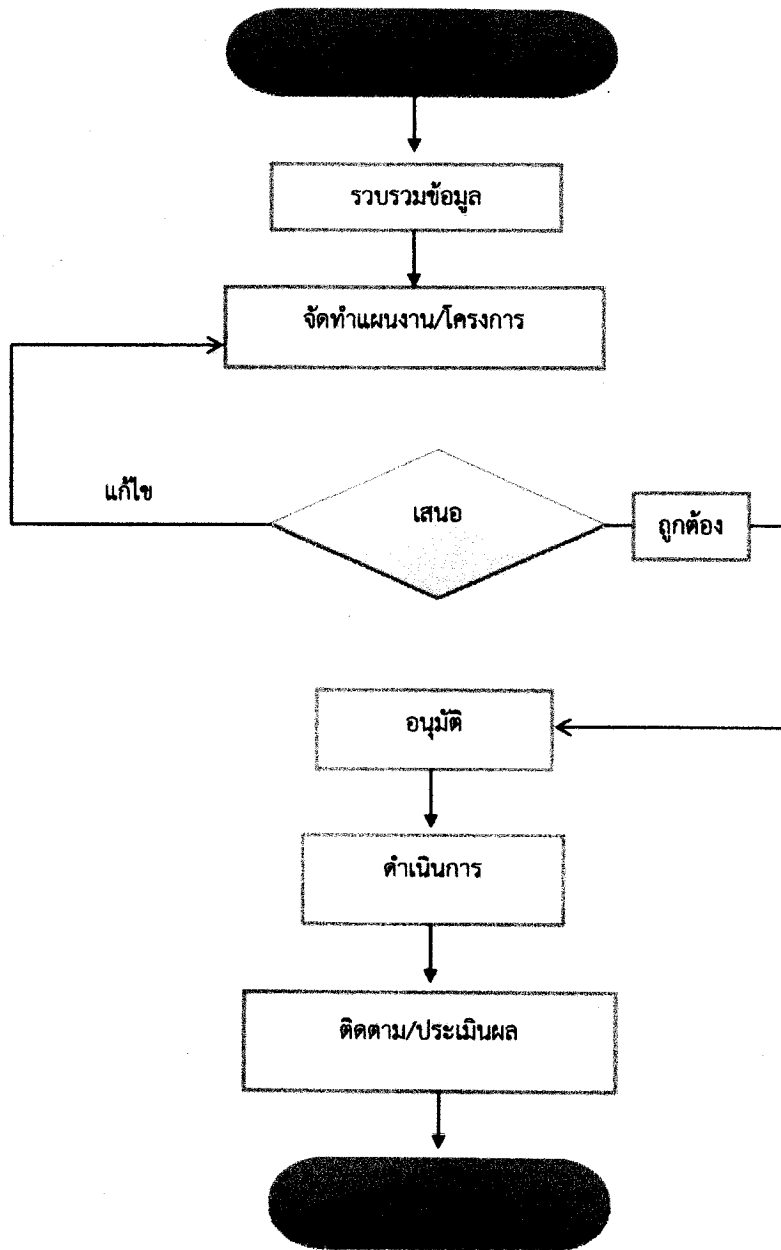 รวบรวมข้อมูล
จัดทำแผนงาน/โครงการ
แก้ไข
เสนอ
ถูกต้อง
อนุมัติ
ดำเนินการ
ติดตาม/ประเมินผล